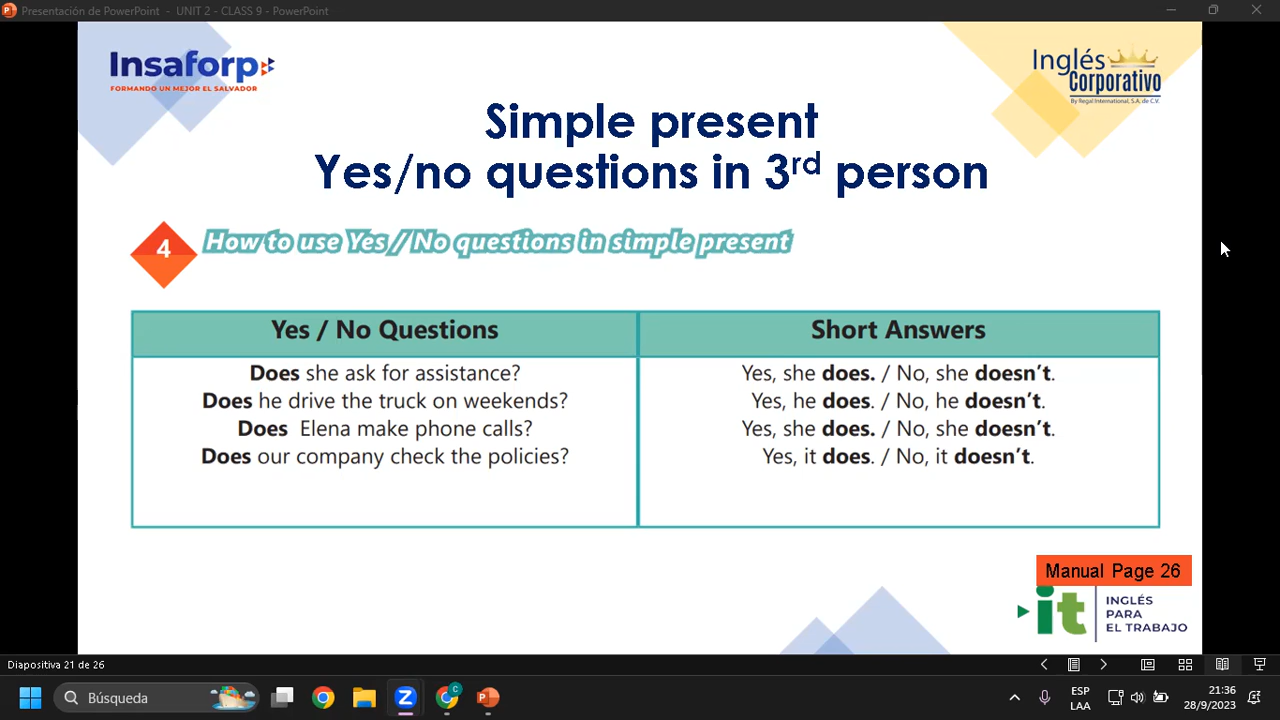 Presentación de PowerPoint - UNIT 2 - CLASS 9 - PowerPoint
Insaforp
FORMANDO UN MEJOR EL SALVADOR
Inglés
Corporativo
By Regal International, S.A. de C.V.
Simple present
Yes/no questions in 3rd person
4
How to use Yes / No questions in simple present
Yes / No Questions
Short Answers
Does she ask for assistance?
Yes, she does. / No, she doesn't.
Does he drive the truck on weekends?
Yes, he does. / No, he doesn't.
Does Elena make phone calls?
Yes, she does. / No, she doesn't.
Does our company check the policies?
Yes, it does. / No, it doesn't.
Manual Page 26
it
INGLÉS
PARA
EL TRABAJO
Diapositiva 21 de 26
Búsqueda
ESP
LAA
21:36
28/9/2023